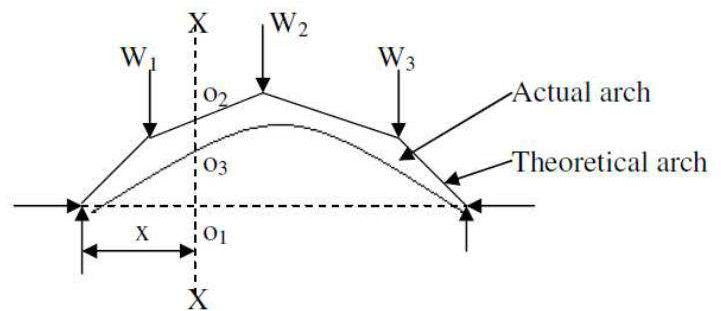 X
W₂
W₁
W₃
o₂
Actual arch
o₃
Theoretical arch
x
o₁
X